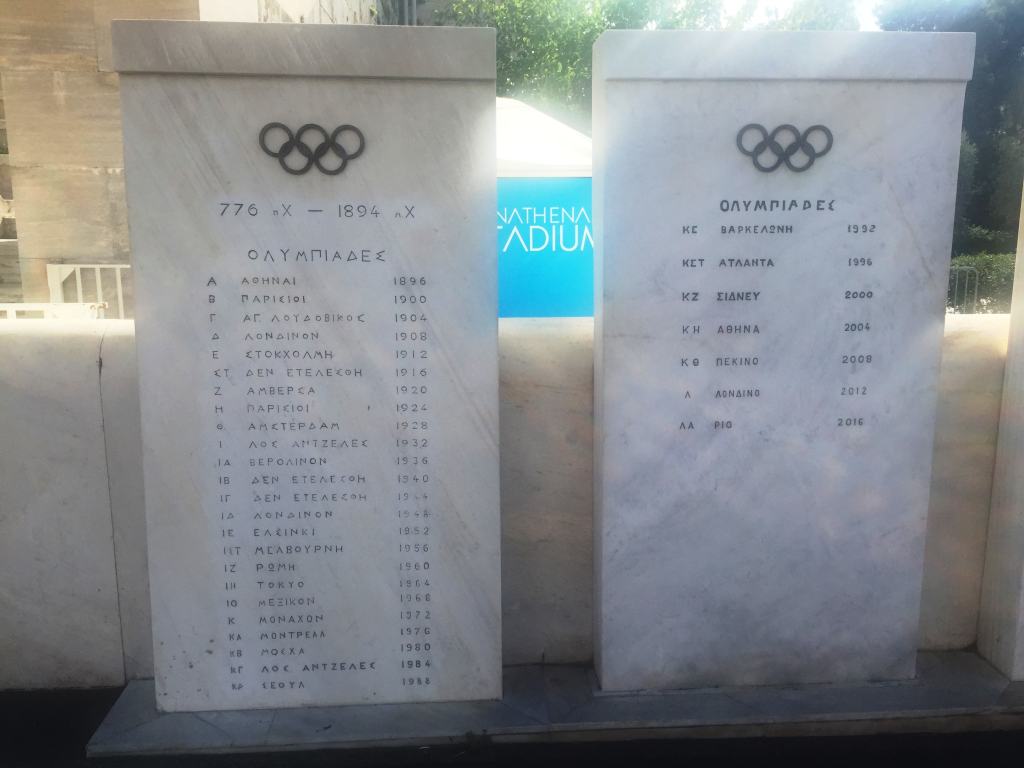 776 πΧ — 1894 μΧ
ΟΛΥΜΠΙΑΔΕΣ
Α ΑΘΗΝΑΙ 1896
Β ΠΑΡΙΣΙΟΙ 1900
Γ ΑΓ. ΛΟΥΔΟΒΙΚΟΣ 1904
Δ ΛΟΝΔΙΝΟΝ 1908
Ε ΣΤΟΚΧΟΛΜΗ 1912
ΣΤ ΔΕΝ ΕΤΕΛΕΣΘΗ 1916
Ζ ΑΜΒΕΡΣΑ 1920
Η ΠΑΡΙΣΙΟΙ 1924
Θ ΑΜΣΤΕΡΔΑΜ 1928
Ι ΛΟΣ ΑΝΤΖΕΛΕΣ 1932
ΙΑ ΒΕΡΟΛΙΝΟΝ 1936
ΙΒ ΔΕΝ ΕΤΕΛΕΣΘΗ 1940
ΙΓ ΔΕΝ ΕΤΕΛΕΣΘΗ 1944
ΙΔ ΛΟΝΔΙΝΟΝ 1948
ΙΕ ΕΛΣΙΝΚΙ 1952
ΙΣΤ ΜΕΛΒΟΥΡΝΗ 1956
ΙΖ ΡΩΜΗ 1960
ΙΗ ΤΟΚΥΟ 1964
ΙΘ ΜΕΞΙΚΟΝ 1968
Κ ΜΟΝΑΧΟΝ 1972
ΚΑ ΜΟΝΤΡΕΑΛ 1976
ΚΒ ΜΟΣΧΑ 1980
ΚΓ ΛΟΣ ΑΝΤΖΕΛΕΣ 1984
ΚΔ ΣΕΟΥΛ 1988
NATHENA
TADIUM
ΟΛΥΜΠΙΑΔΕΣ
ΚΕ ΒΑΡΚΕΛΩΝΗ 1992
ΚΣΤ ΑΤΛΑΝΤΑ 1996
ΚΖ ΣΙΔΝΕΥ 2000
ΚΗ ΑΘΗΝΑ 2004
ΚΘ ΠΕΚΙΝΟ 2008
Λ ΛΟΝΔΙΝΟ 2012
ΛΑ ΡΙΟ 2016